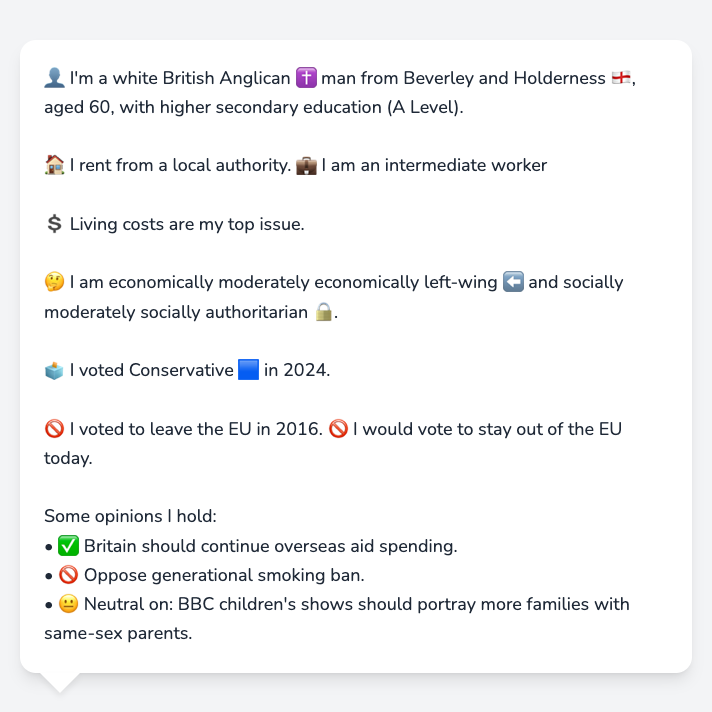 👤 I'm a white British Anglican ✝️ man from Beverley and Holderness 🏴󠁧󠁢󠁥󠁮󠁧󠁿,
aged 60, with higher secondary education (A Level).
🏠 I rent from a local authority. 💼 I am an intermediate worker
💲 Living costs are my top issue.
🤔 I am economically moderately economically left-wing ⬅️ and socially
moderately socially authoritarian 🔒.
🗳️ I voted Conservative 🟦 in 2024.
🚫 I voted to leave the EU in 2016. 🚫 I would vote to stay out of the EU
today.
Some opinions I hold:
• ✅ Britain should continue overseas aid spending.
• 🚫 Oppose generational smoking ban.
• 😐 Neutral on: BBC children's shows should portray more families with
same-sex parents.